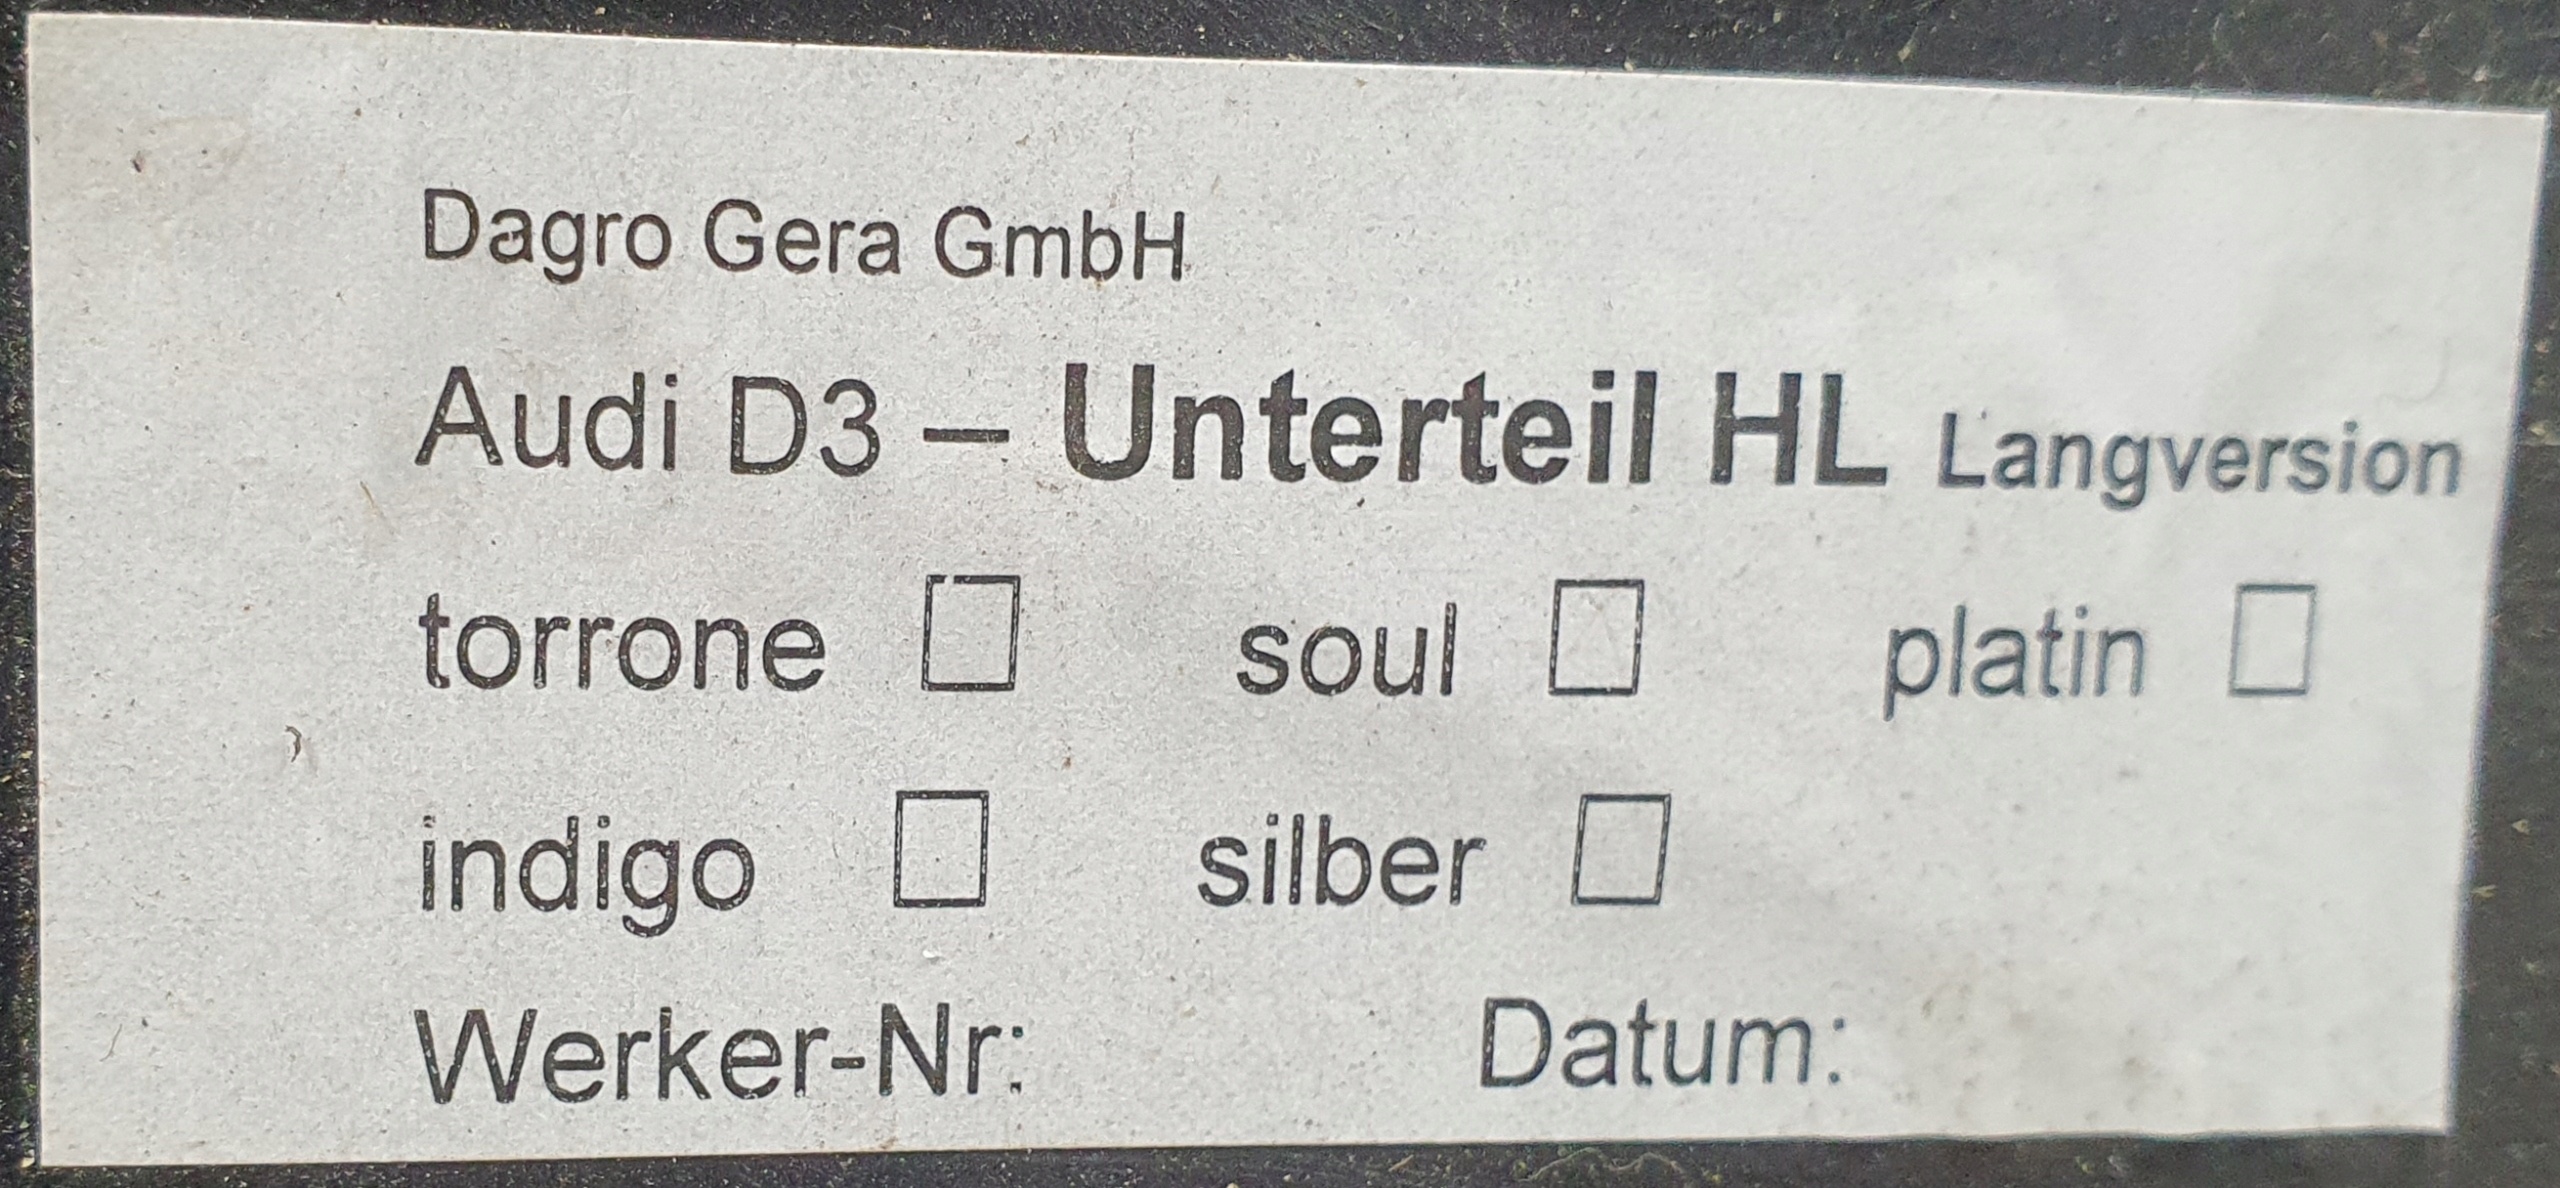 Dagro Gera GmbH
Audi D3 – Unterteil HL Langversion
torrone ☐ soul ☐ platin ☐
indigo ☐ silber ☐
Werker-Nr: Datum: